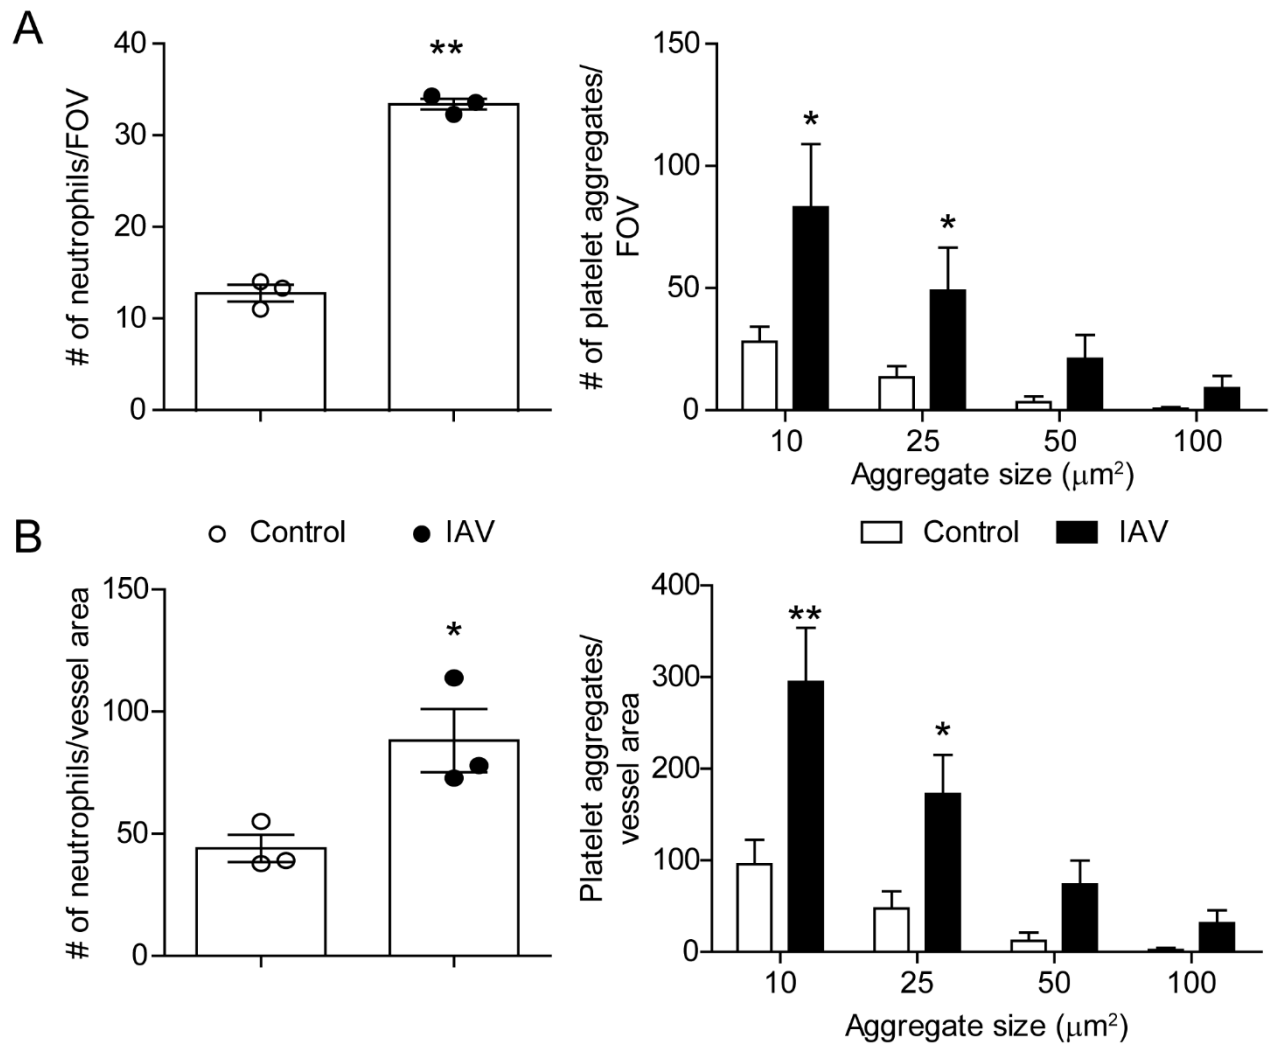 A
# of neutrophils/FOV
40
30
20
10
0
**
# of platelet aggregates/
FOV
150
100
50
0
*
*
10 25 50 100
Aggregate size (μm²)
B
Control IAV
Control IAV
# of neutrophils/vessel area
150
100
50
0
*
Platelet aggregates/
vessel area
400
300
200
100
0
**
*
10 25 50 100
Aggregate size (μm²)